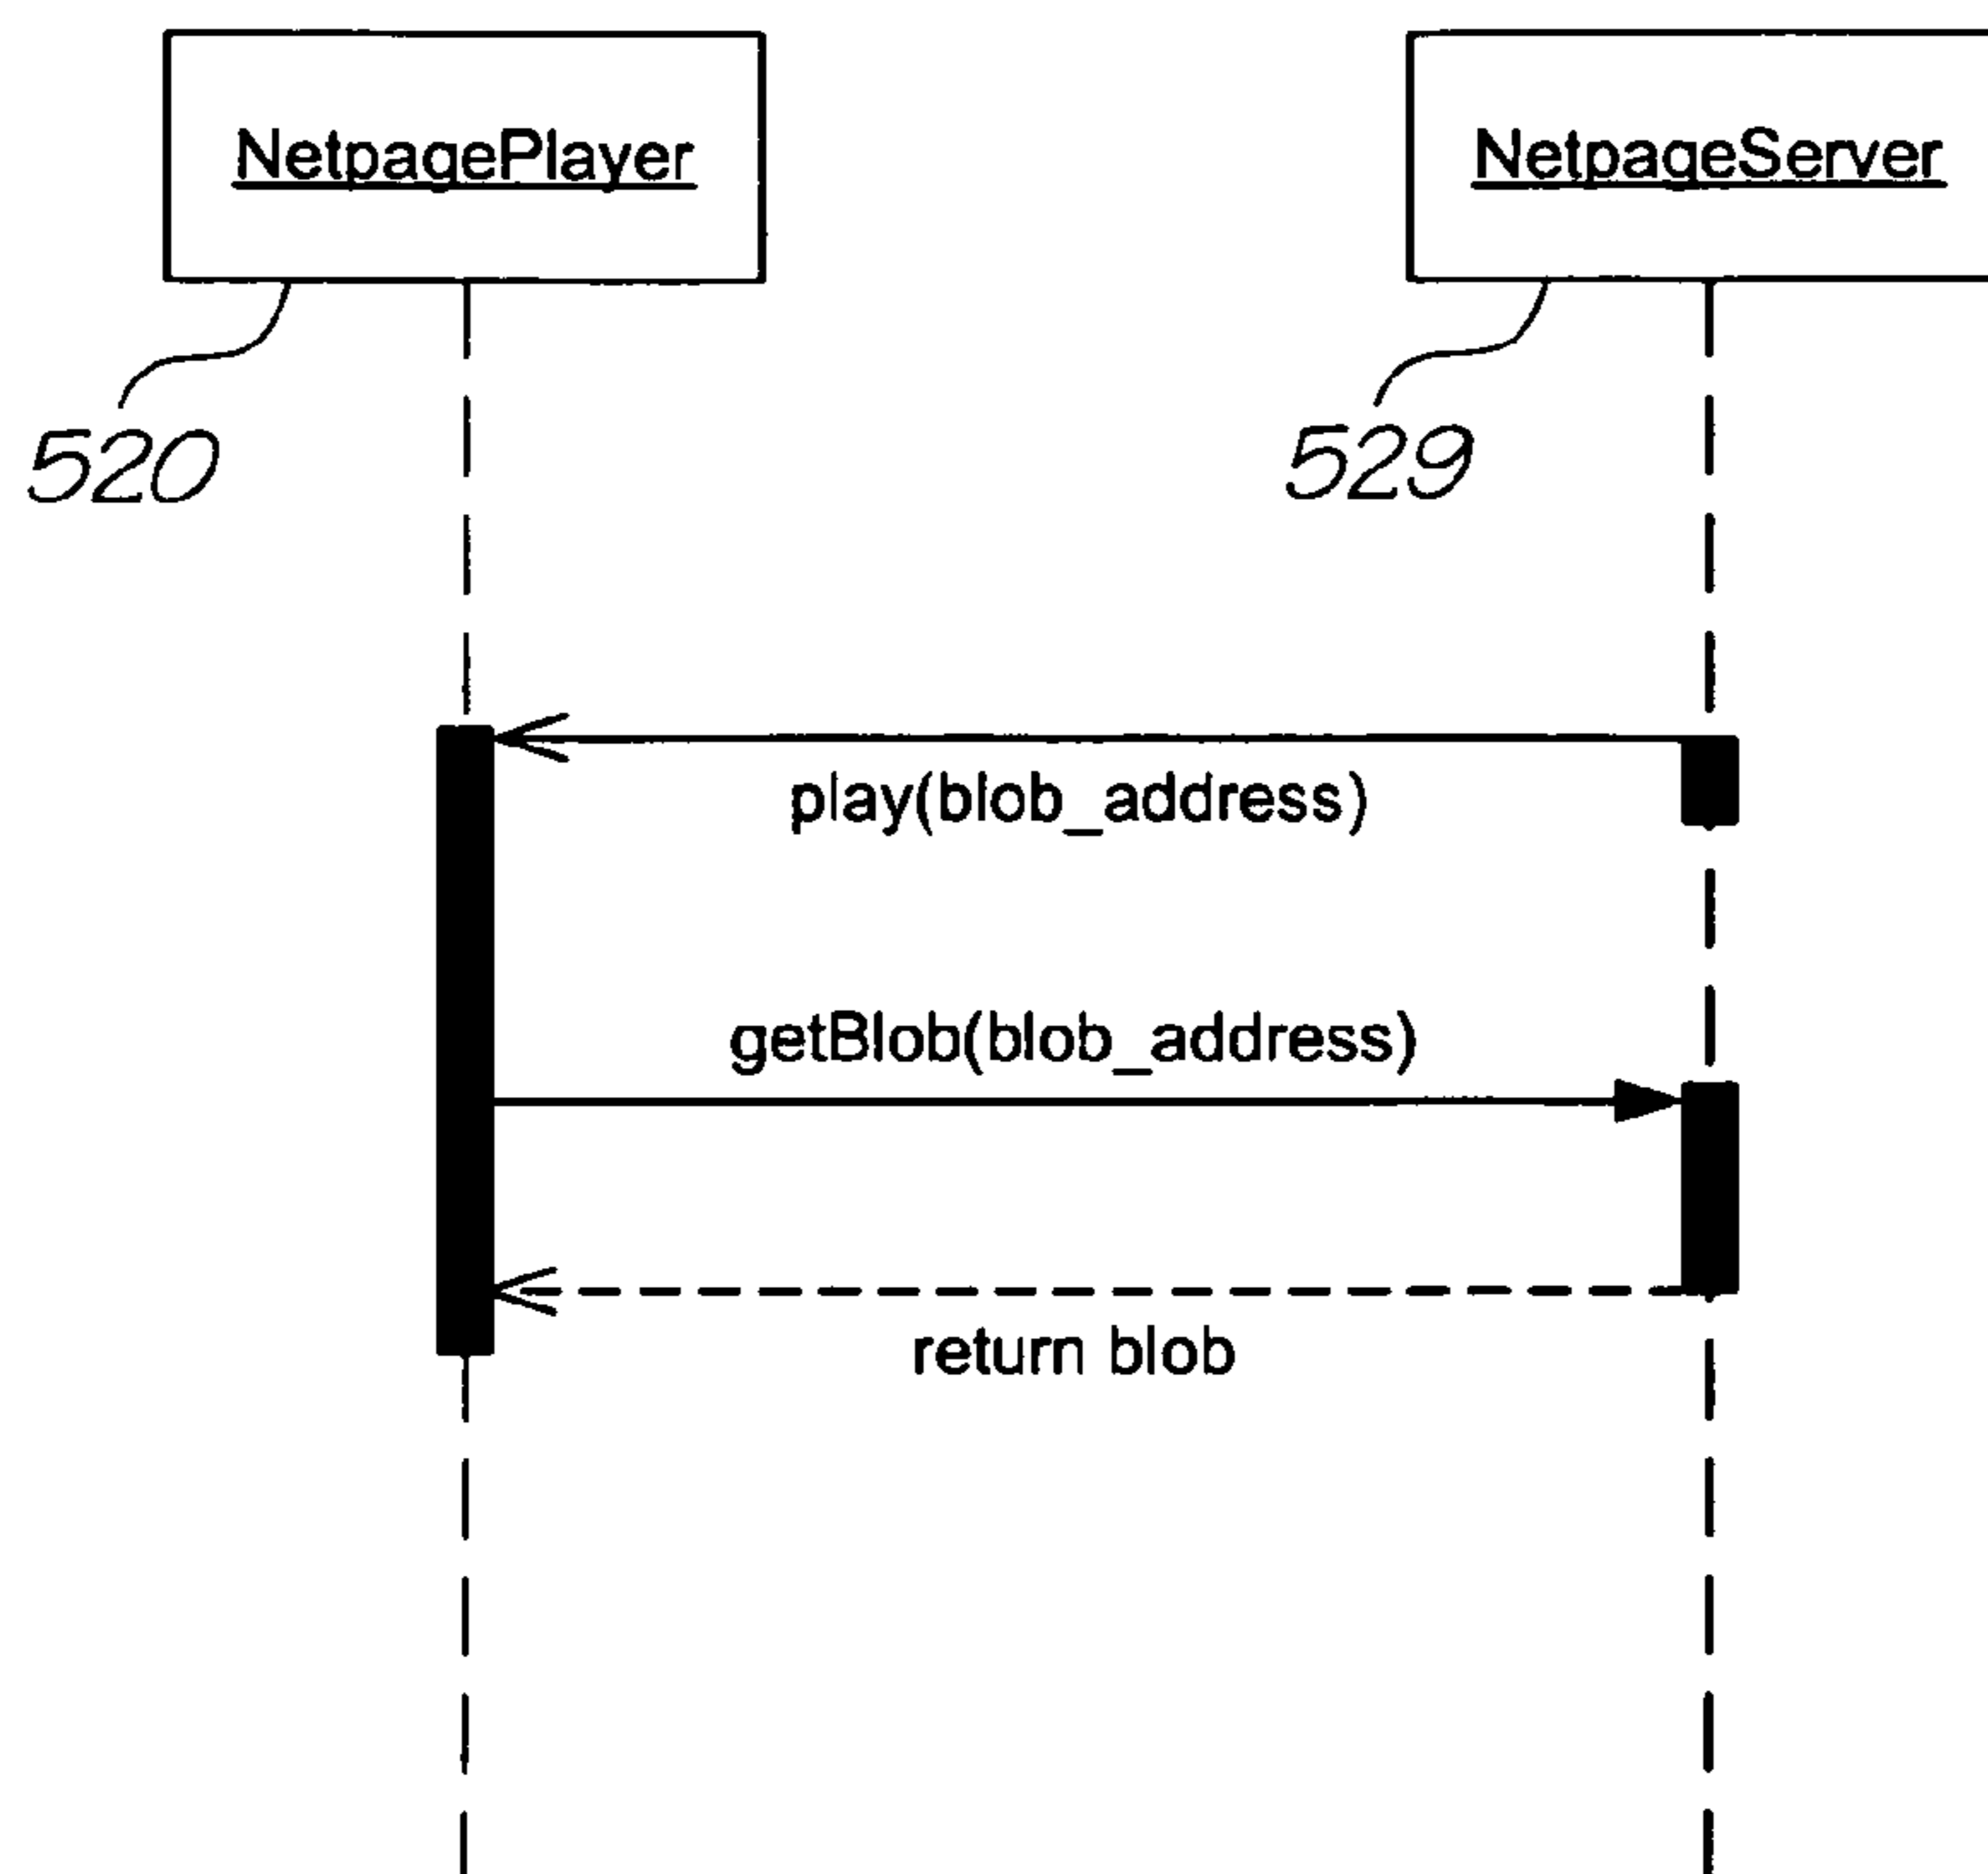 NetpagePlayer
NetpageServer
520
529
play(blob_address)
getBlob(blob_address)
return blob